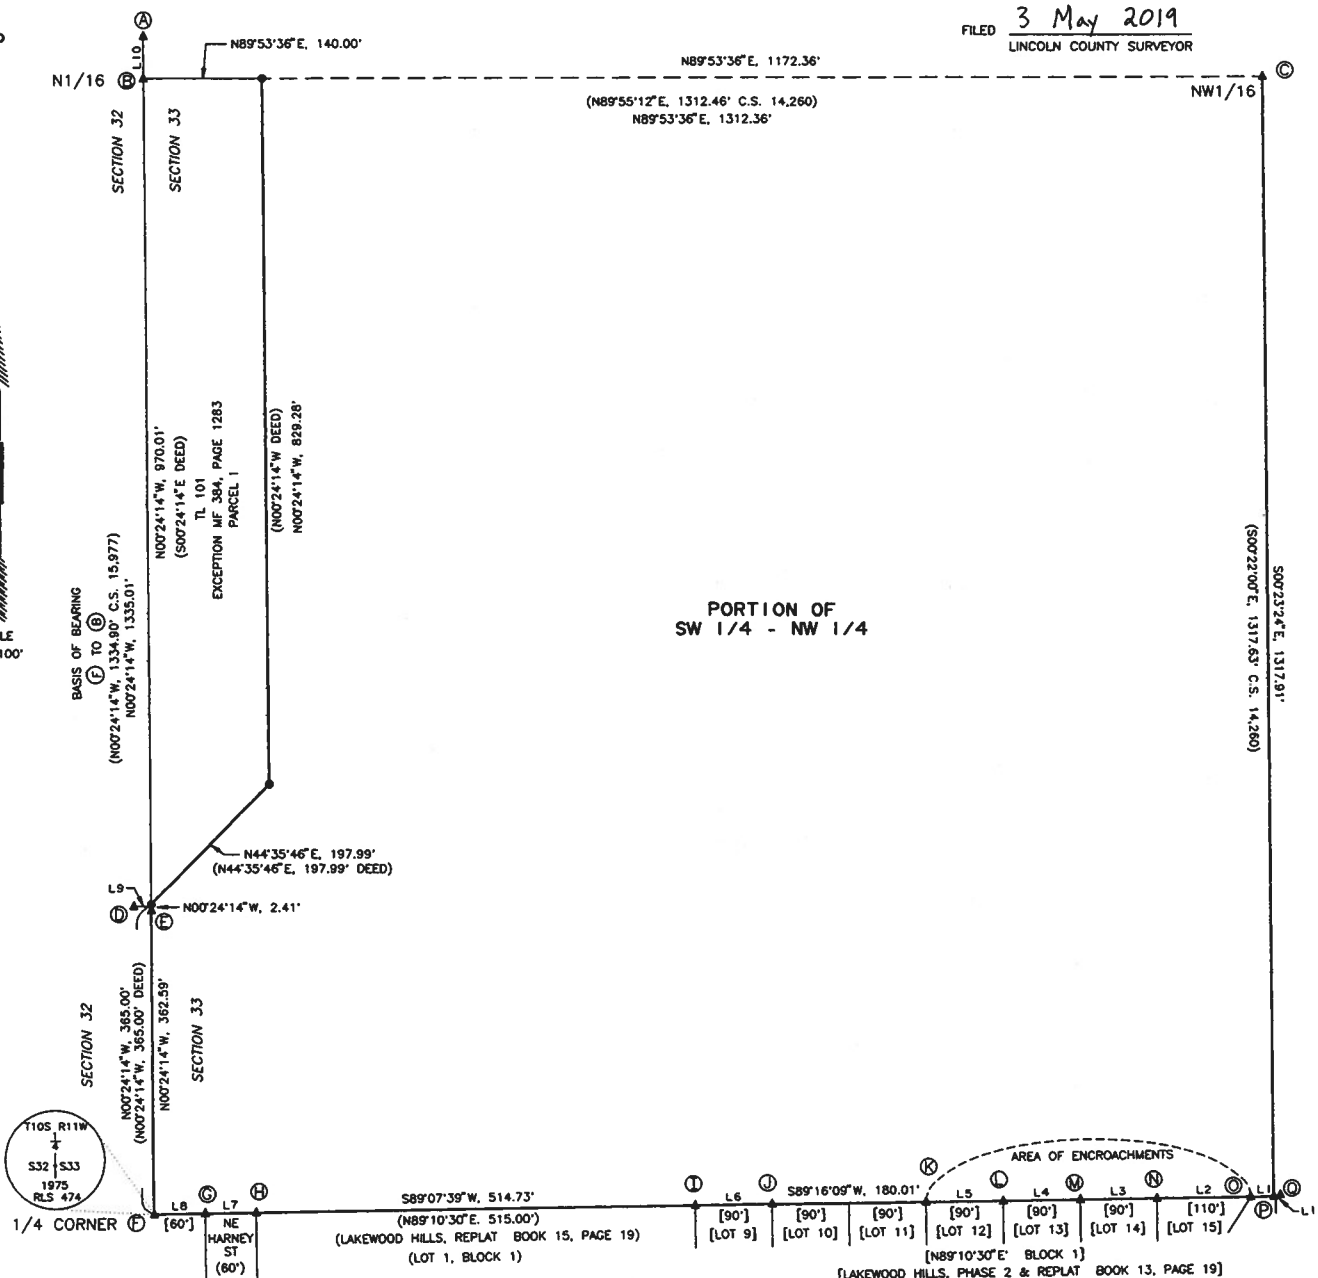 FILED 3 May 2019
LINCOLN COUNTY SURVEYOR
A
L10
N89°53'36"E, 140.00'
N89°53'36"E, 1172.36'
C
N1/16 B
NW1/16
(N89°55'12"E, 1312.46' C.S. 14,260)
N89°53'36"E, 1312.36'
SECTION 32
SECTION 33
N00°24'14"W, 970.01'
(S00°24'14"E DEED)
TL 101
EXCEPTION MF 384, PAGE 1283
PARCEL I
(N00°24'14"W DEED)
N00°24'14"W, 829.28'
BASIS OF BEARING
F TO B
(N00°24'14"W, 1334.90' C.S. 15,977)
N00°24'14"W, 1335.01'
LE
100'
PORTION OF
SW 1/4 - NW 1/4
(S00°22'00"E, 1317.63' C.S. 14,260)
S00°23'24"E, 1317.91'
N44°35'46"E, 197.99'
(N44°35'46"E, 197.99' DEED)
L9
D
E
N00°24'14"W, 2.41'
SECTION 32
N00°24'14"W, 365.00'
(N00°24'14"W, 365.00' DEED)
N00°24'14"W, 362.59'
SECTION 33
T10S R11W
1/4
S32 S33
1975
RLS 474
1/4 CORNER F
L8
[60']
G
L7
H
NE
HARNEY
ST
(60')
S89°07'39"W, 514.73'
(N89°10'30"E. 515.00')
(LAKEWOOD HILLS, REPLAT BOOK 15, PAGE 19)
(LOT 1, BLOCK 1)
I
L6
J
S89°16'09"W, 180.01'
K
AREA OF ENCROACHMENTS
L5
L
L4
M
L3
N
L2
O
L1
P
Q
[90'] [90'] [90'] [90'] [90'] [90'] [110']
[LOT 9] [LOT 10] [LOT 11] [LOT 12] [LOT 13] [LOT 14] [LOT 15]
[N89°10'30"E' BLOCK 1]
[LAKEWOOD HILLS, PHASE 2 & REPLAT BOOK 13, PAGE 19]